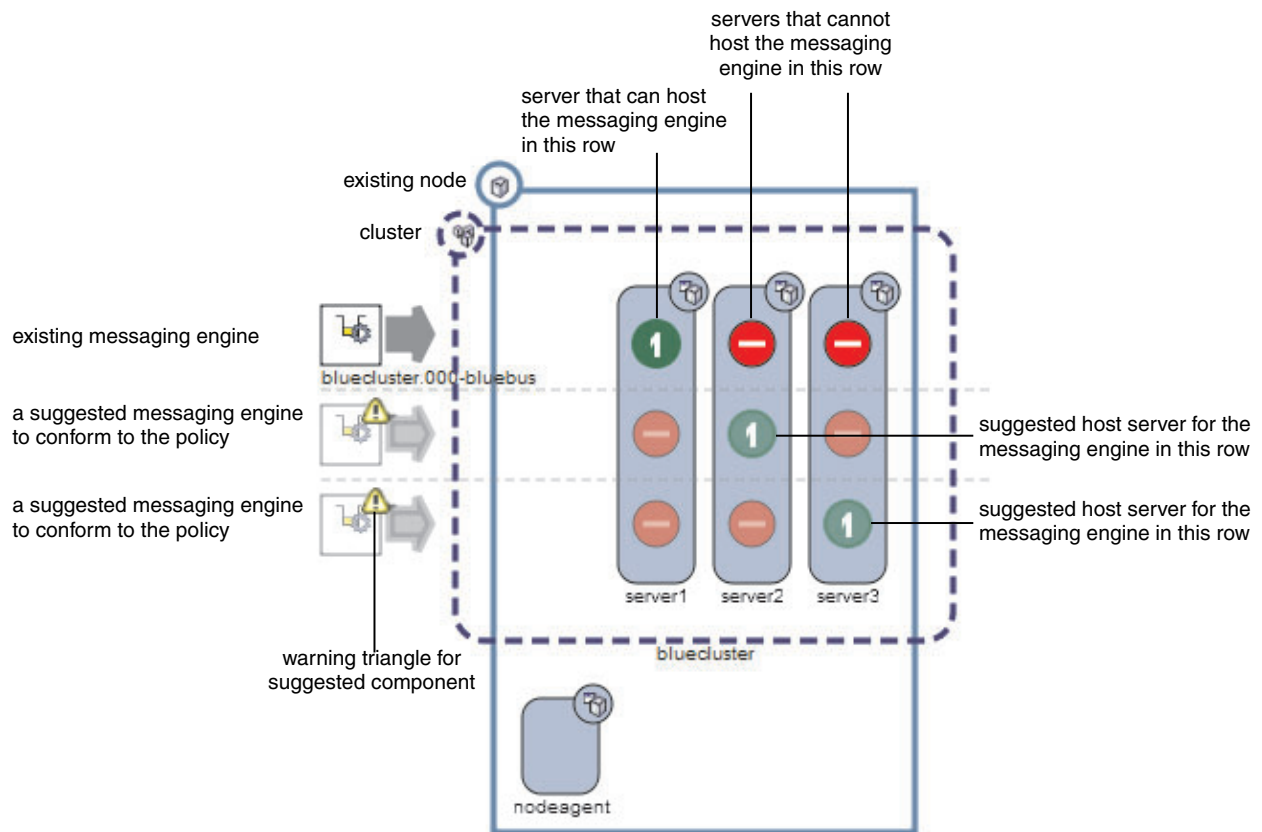 servers that cannot
host the messaging
engine in this row
server that can host
the messaging engine
in this row
existing node
cluster
existing messaging engine
1
bluecluster.000-bluebus
a suggested messaging engine
to conform to the policy
1
suggested host server for the
messaging engine in this row
a suggested messaging engine
to conform to the policy
1
suggested host server for the
messaging engine in this row
server1
server2
server3
bluecluster
warning triangle for
suggested component
nodeagent